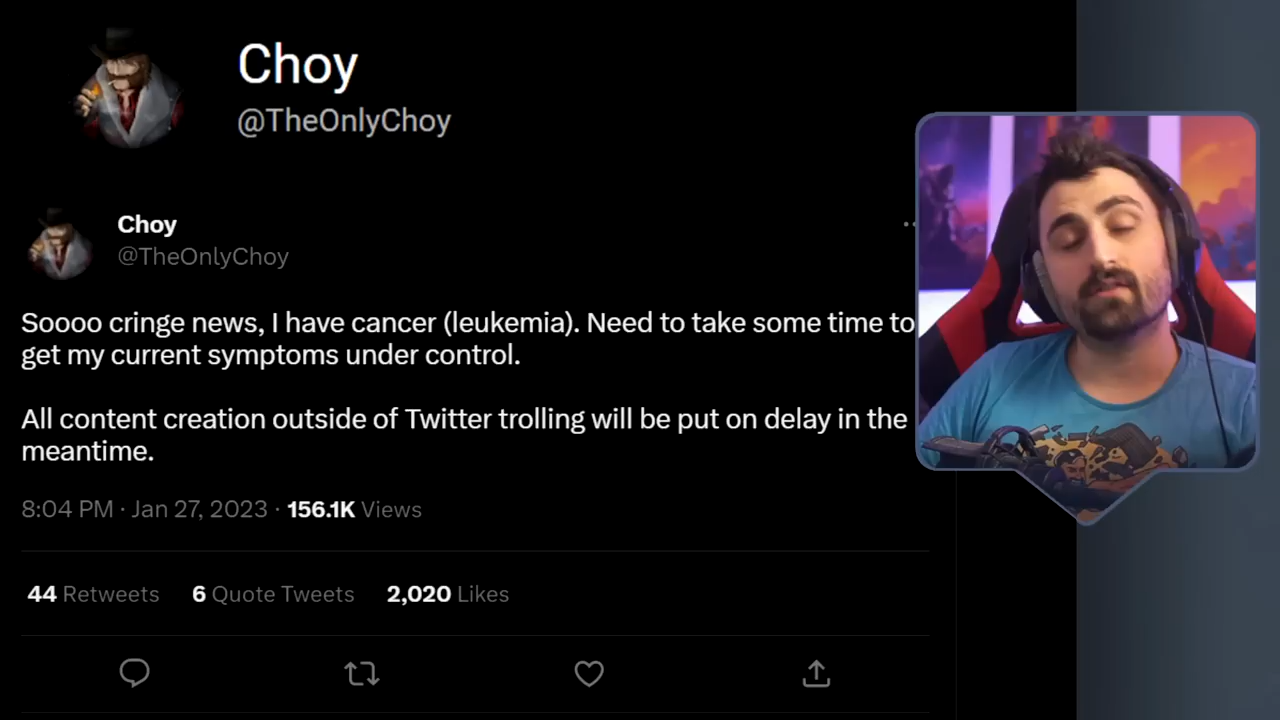 Choy
@TheOnlyChoy
Choy
@TheOnlyChoy
Soooo cringe news, I have cancer (leukemia). Need to take some time to
get my current symptoms under control.
All content creation outside of Twitter trolling will be put on delay in the
meantime.
8:04 PM · Jan 27, 2023 · 156.1K Views
44 Retweets 6 Quote Tweets 2,020 Likes